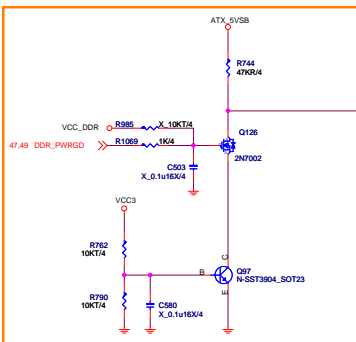 ATX_5VSB
R744
47KR/4
VCC_DDR
R985
X_10KT/4
Q126
47,49 DDR_PWRGD
R1069
1K/4
2N7002
C503
X_0.1u16X/4
VCC3
R762
10KT/4
C
Q97
B
N-SST3904_SOT23
R790
10KT/4
E
C580
X_0.1u16X/4